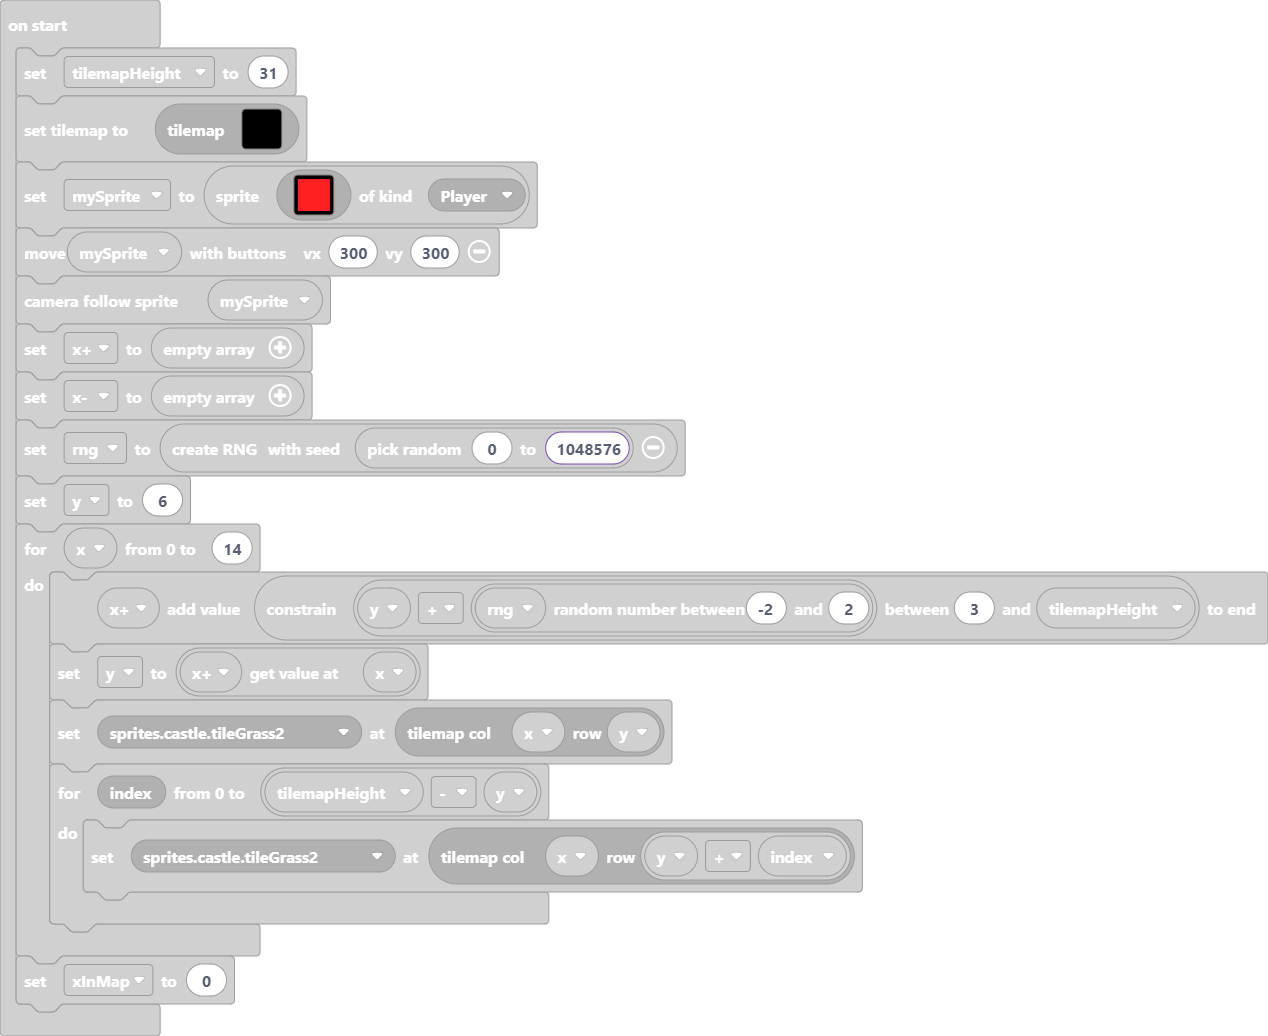 on start
set tilemapHeight to 31
set tilemap to tilemap
set mySprite to sprite of kind Player
move mySprite with buttons vx 300 vy 300
camera follow sprite mySprite
set x+ to empty array
set x- to empty array
set rng to create RNG with seed pick random 0 to 1048576
set y to 6
for x from 0 to 14
do
x+ add value constrain y + rng random number between -2 and 2 between 3 and tilemapHeight to end
set y to x+ get value at x
set sprites.castle.tileGrass2 at tilemap col x row y
for index from 0 to tilemapHeight - y
do
set sprites.castle.tileGrass2 at tilemap col x row y + index
set xInMap to 0